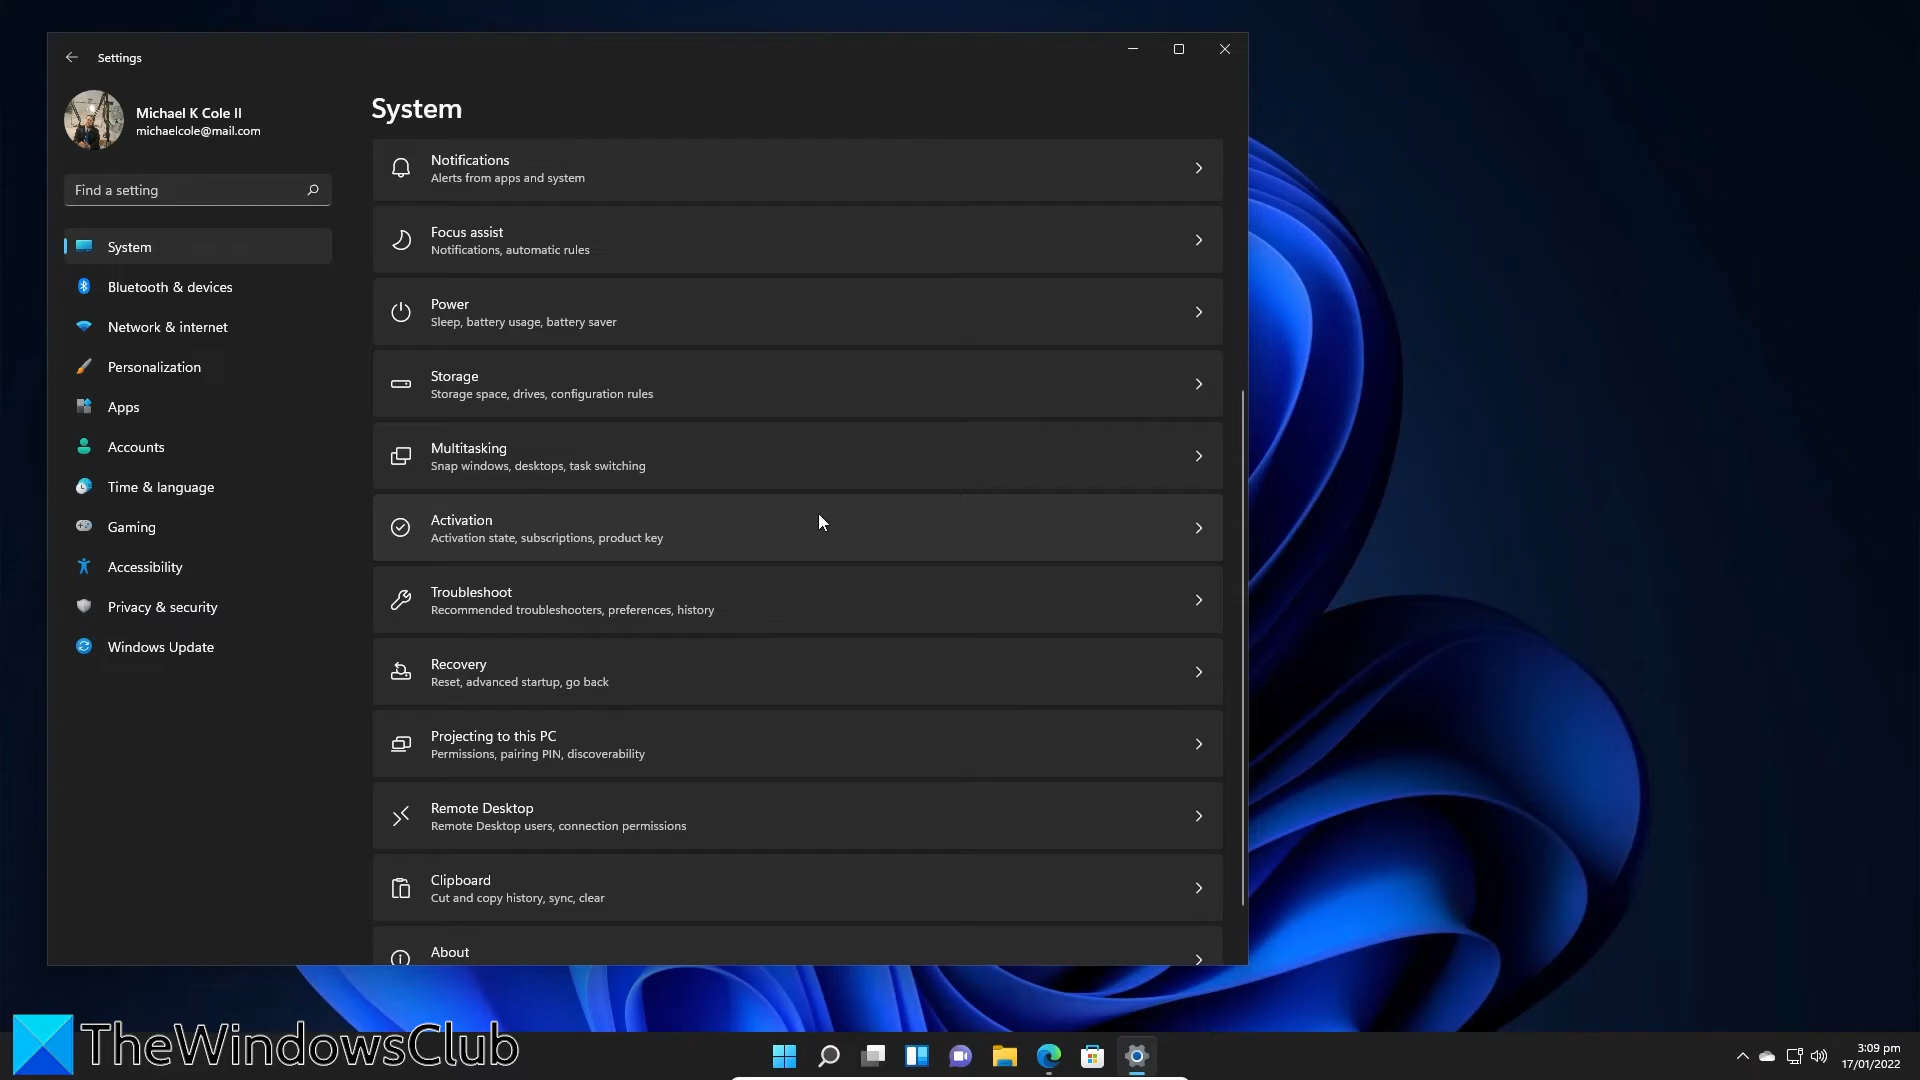 Settings
Michael K Cole II
michaelcole@mail.com
Find a setting
System
Bluetooth & devices
Network & internet
Personalization
Apps
Accounts
Time & language
Gaming
Accessibility
Privacy & security
Windows Update
System
Notifications
Alerts from apps and system
Focus assist
Notifications, automatic rules
Power
Sleep, battery usage, battery saver
Storage
Storage space, drives, configuration rules
Multitasking
Snap windows, desktops, task switching
Activation
Activation state, subscriptions, product key
Troubleshoot
Recommended troubleshooters, preferences, history
Recovery
Reset, advanced startup, go back
Projecting to this PC
Permissions, pairing PIN, discoverability
Remote Desktop
Remote Desktop users, connection permissions
Clipboard
Cut and copy history, sync, clear
About
TheWindowsClub
3:09 pm
17/01/2022